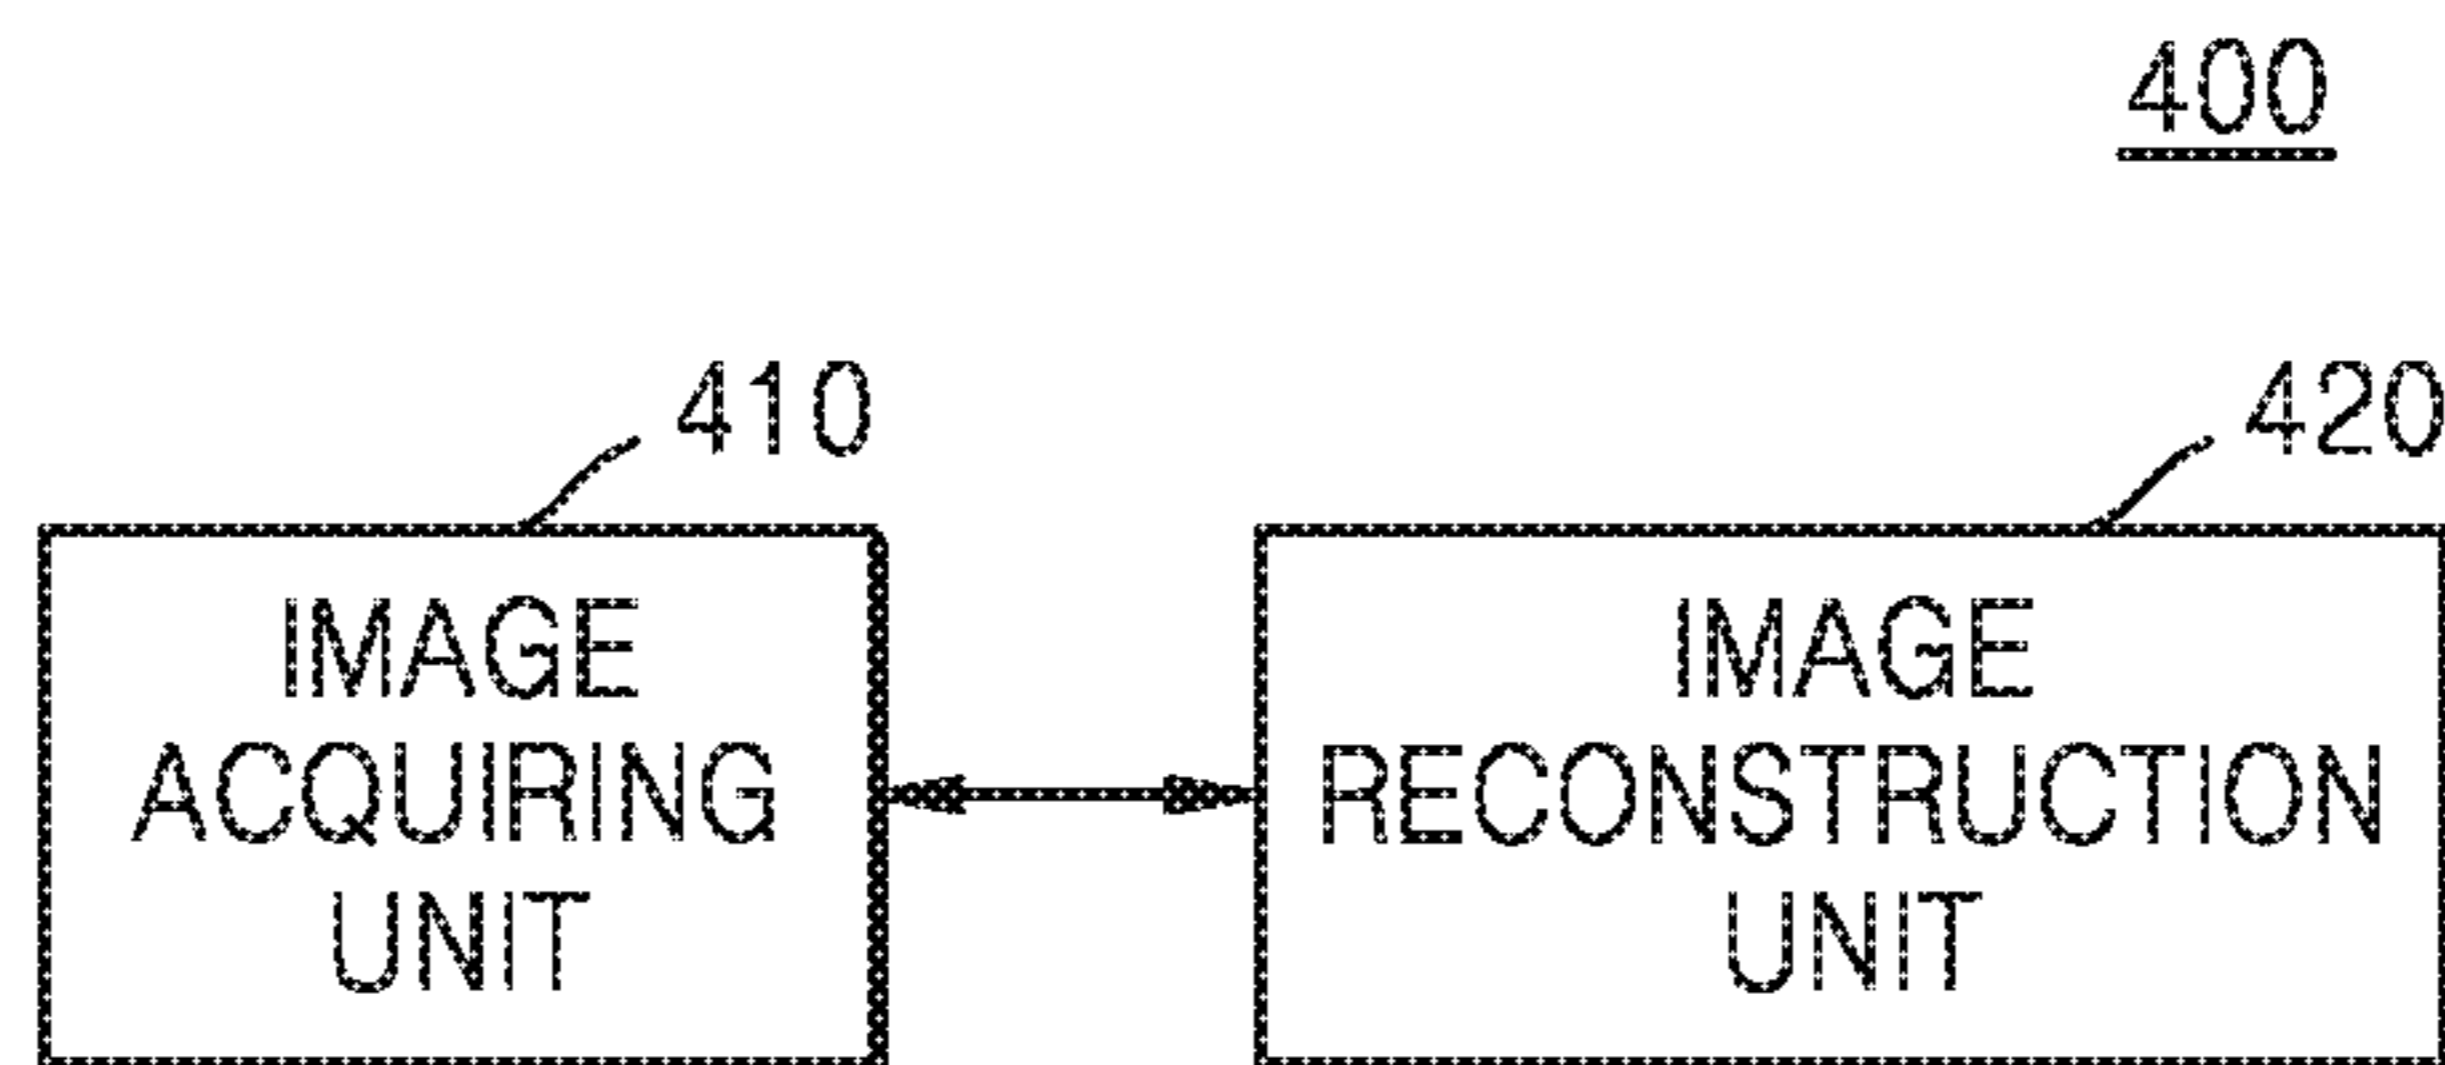 400
410
420
IMAGE
ACQUIRING
UNIT
IMAGE
RECONSTRUCTION
UNIT